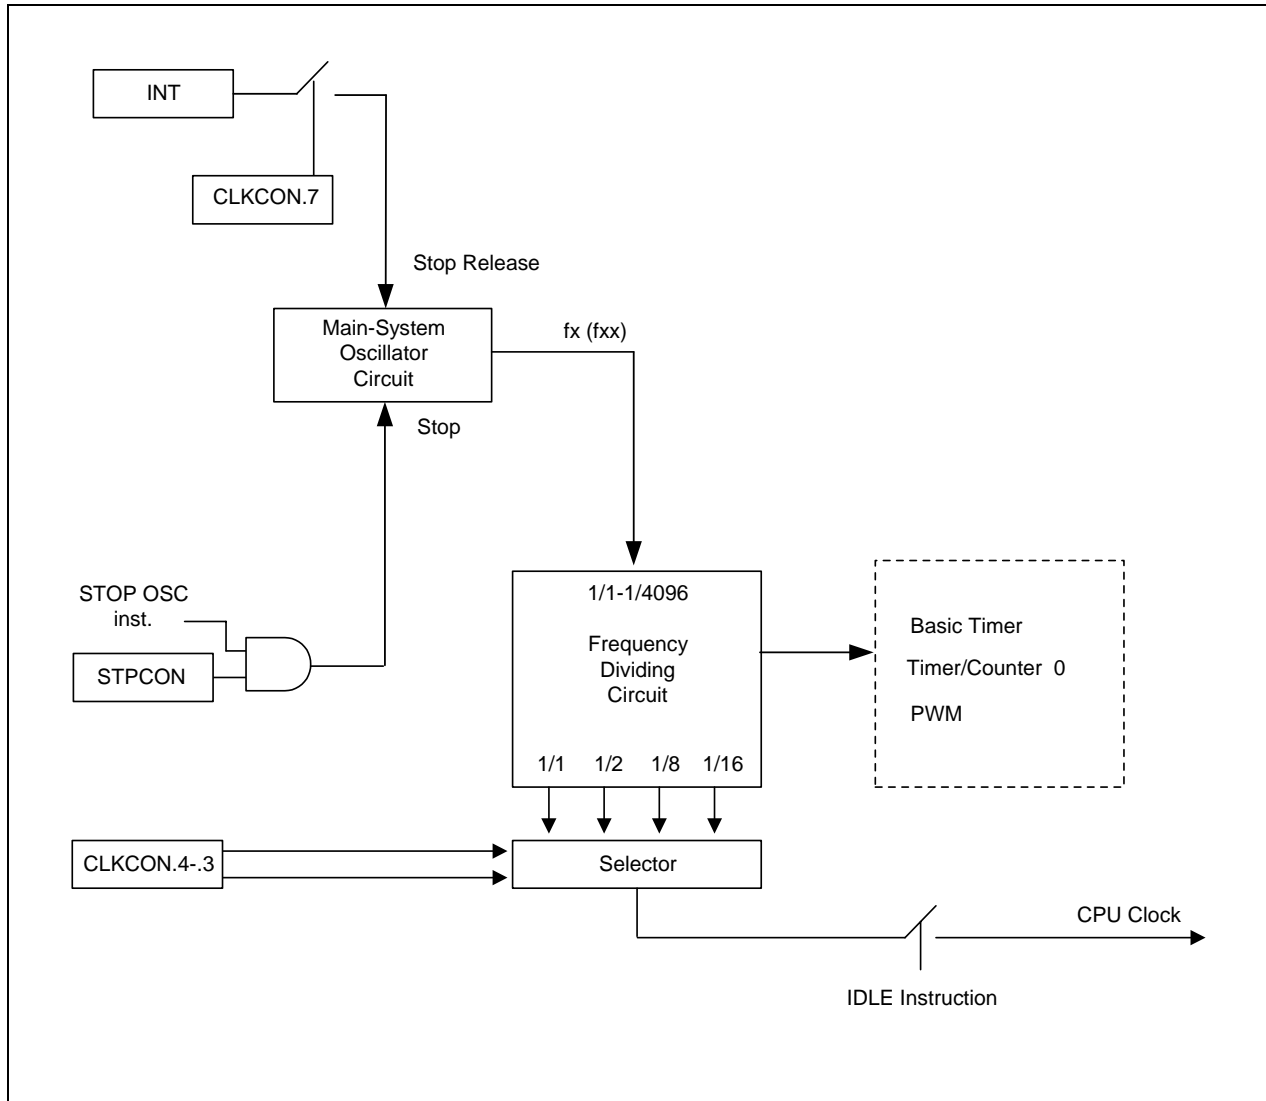 INT
CLKCON.7
Stop Release
Main-System
Oscillator
Circuit
fx (fxx)
Stop
STOP OSC
inst.
STPCON
1/1-1/4096
Frequency
Dividing
Circuit
1/1 1/2 1/8 1/16
Basic Timer
Timer/Counter 0
PWM
CLKCON.4-.3
Selector
CPU Clock
IDLE Instruction